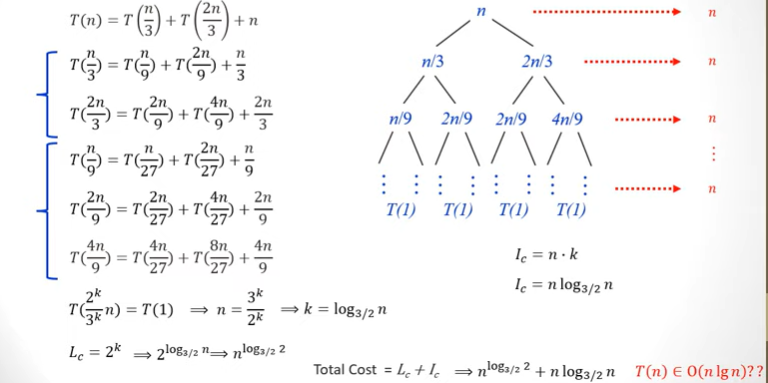 T(n) = T(n/3) + T(2n/3) + n
T(n/3) = T(n/9) + T(2n/9) + n/3
T(2n/3) = T(2n/9) + T(4n/9) + 2n/3
T(n/9) = T(n/27) + T(2n/27) + n/9
T(2n/9) = T(2n/27) + T(4n/27) + 2n/9
T(4n/9) = T(4n/27) + T(8n/27) + 4n/9
T(2^k/3^k n) = T(1) ⟹ n = 3^k/2^k ⟹ k = log_{3/2} n
L_c = 2^k ⟹ 2^{log_{3/2} n} ⟹ n^{log_{3/2} 2}
n n
n/3 2n/3 n
n/9 2n/9 2n/9 4n/9 n
⋮ ⋮ ⋮ ⋮ ⋮ ⋮ ⋮ ⋮ ⋮
n
T(1) T(1) T(1) T(1)
I_c = n · k
I_c = n log_{3/2} n
Total Cost = L_c + I_c ⟹ n^{log_{3/2} 2} + n log_{3/2} n T(n) ∈ O(n lg n)??